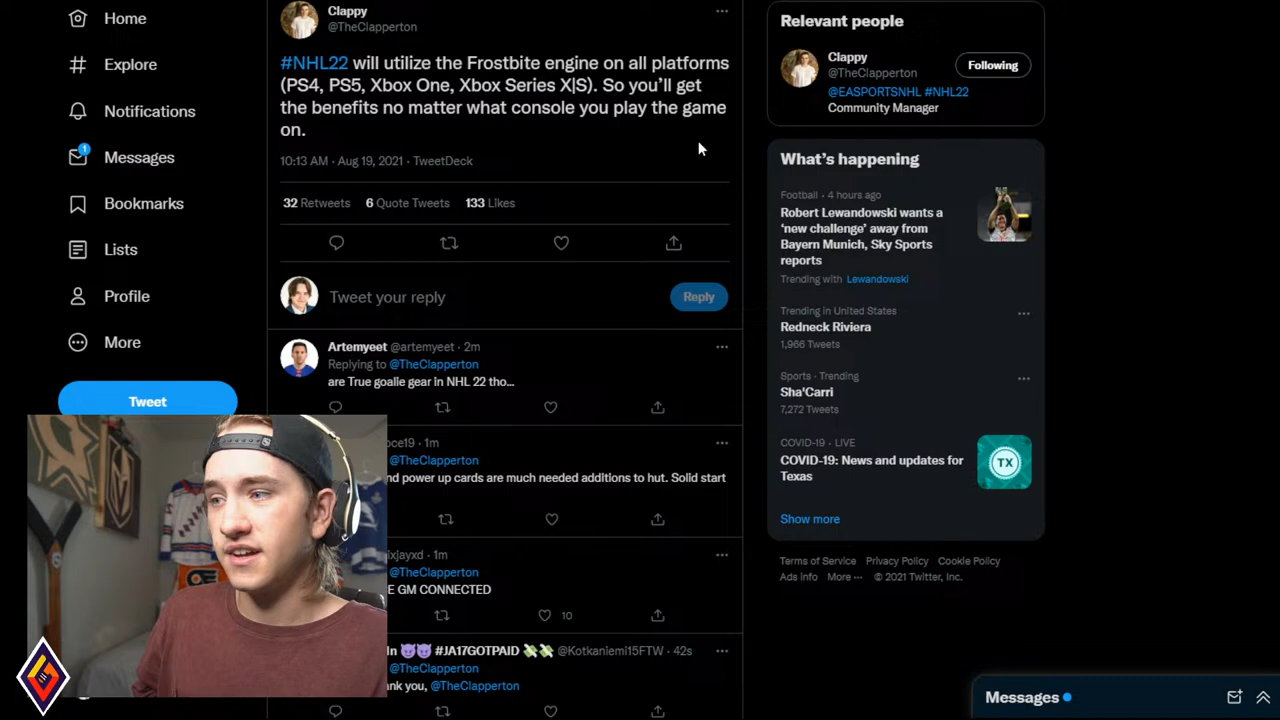 Home
Explore
Notifications
1
Messages
Bookmarks
Lists
Profile
More
Tweet
Clappy
@TheClapperton
#NHL22 will utilize the Frostbite engine on all platforms
(PS4, PS5, Xbox One, Xbox Series X|S). So you'll get
the benefits no matter what console you play the game
on.
10:13 AM · Aug 19, 2021 · TweetDeck
32 Retweets 6 Quote Tweets 133 Likes
Tweet your reply
Reply
Artemyeet @artemyeet · 2m
Replying to @TheClapperton
are True goalie gear in NHL 22 tho...
oce19 · 1m
@TheClapperton
nd power up cards are much needed additions to hut. Solid start
ixjayxd · 1m
@TheClapperton
E GM CONNECTED
10
in 😈😈 #JA17GOTPAID 💸💸 @Kotkaniemi15FTW · 42s
@TheClapperton
ank you, @TheClapperton
Relevant people
Clappy
@TheClapperton
Following
@EASPORTSNHL #NHL22
Community Manager
What's happening
Football · 4 hours ago
Robert Lewandowski wants a
'new challenge' away from
Bayern Munich, Sky Sports
reports
Trending with Lewandowski
Trending in United States
Redneck Riviera
1,966 Tweets
Sports · Trending
Sha'Carri
7,272 Tweets
COVID-19 · LIVE
COVID-19: News and updates for
Texas
TX
Show more
Terms of Service Privacy Policy Cookie Policy
Ads info More ··· © 2021 Twitter, Inc.
Messages